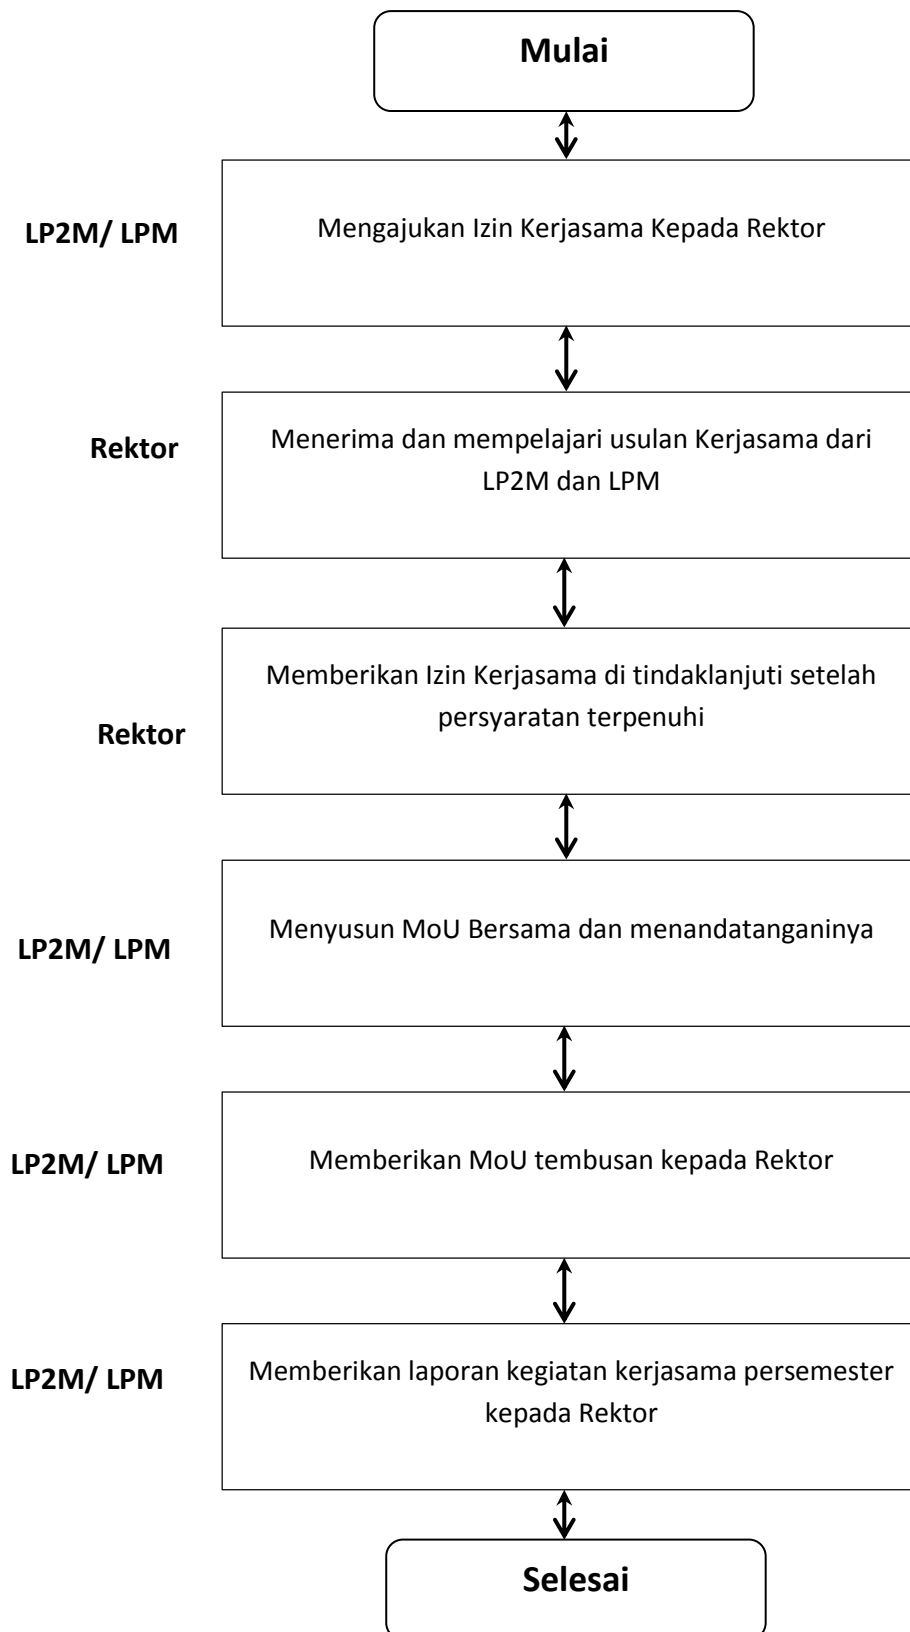 Mulai
LP2M/ LPM
Mengajukan Izin Kerjasama Kepada Rektor
Rektor
Menerima dan mempelajari usulan Kerjasama dari
LP2M dan LPM
Rektor
Memberikan Izin Kerjasama di tindaklanjuti setelah
persyaratan terpenuhi
LP2M/ LPM
Menyusun MoU Bersama dan menandatanganinya
LP2M/ LPM
Memberikan MoU tembusan kepada Rektor
LP2M/ LPM
Memberikan laporan kegiatan kerjasama persemester
kepada Rektor
Selesai